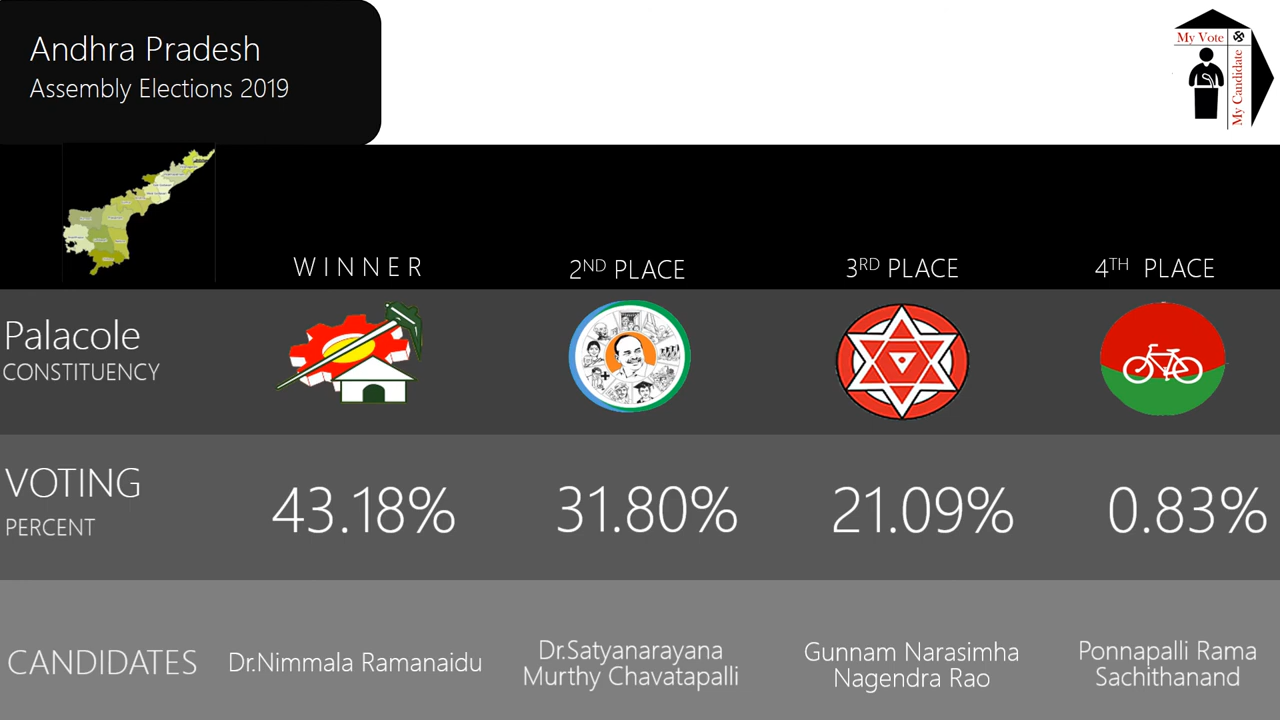 Andhra Pradesh
Assembly Elections 2019
My Vote
My Candidate
WINNER
2ND PLACE
3RD PLACE
4TH PLACE
Palacole
CONSTITUENCY
VOTING
PERCENT
43.18%
31.80%
21.09%
0.83%
CANDIDATES
Dr.Nimmala Ramanaidu
Dr.Satyanarayana
Murthy Chavatapalli
Gunnam Narasimha
Nagendra Rao
Ponnapalli Rama
Sachithanand